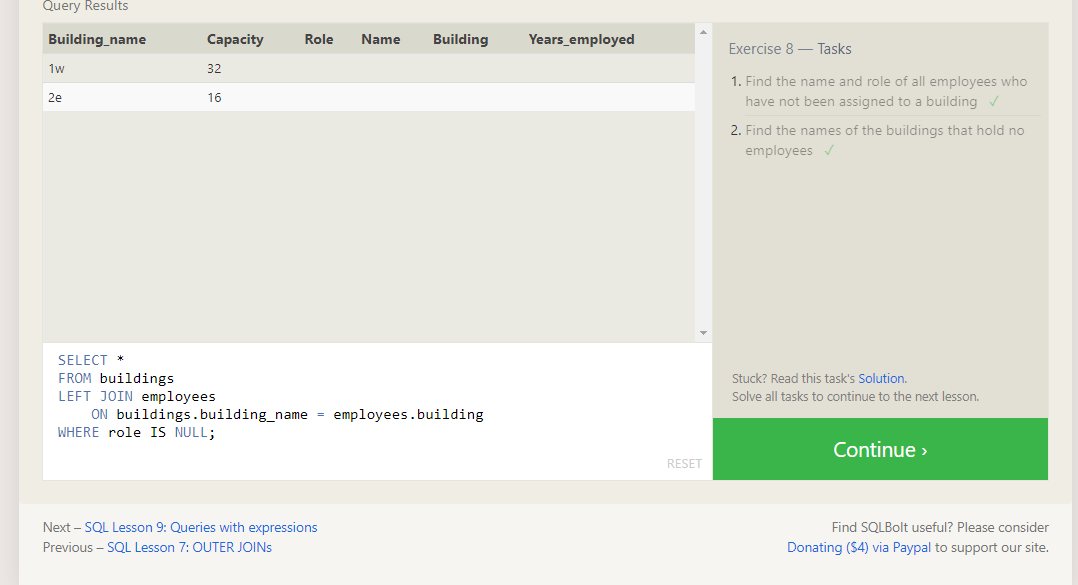 Query Results
Building_name Capacity Role Name Building Years_employed
1w 32
2e 16
SELECT *
FROM buildings
LEFT JOIN employees
ON buildings.building_name = employees.building
WHERE role IS NULL;
RESET
Exercise 8 — Tasks
1. Find the name and role of all employees who
have not been assigned to a building ✓
2. Find the names of the buildings that hold no
employees ✓
Stuck? Read this task's Solution.
Solve all tasks to continue to the next lesson.
Continue ›
Next – SQL Lesson 9: Queries with expressions
Previous – SQL Lesson 7: OUTER JOINs
Find SQLBolt useful? Please consider
Donating ($4) via Paypal to support our site.